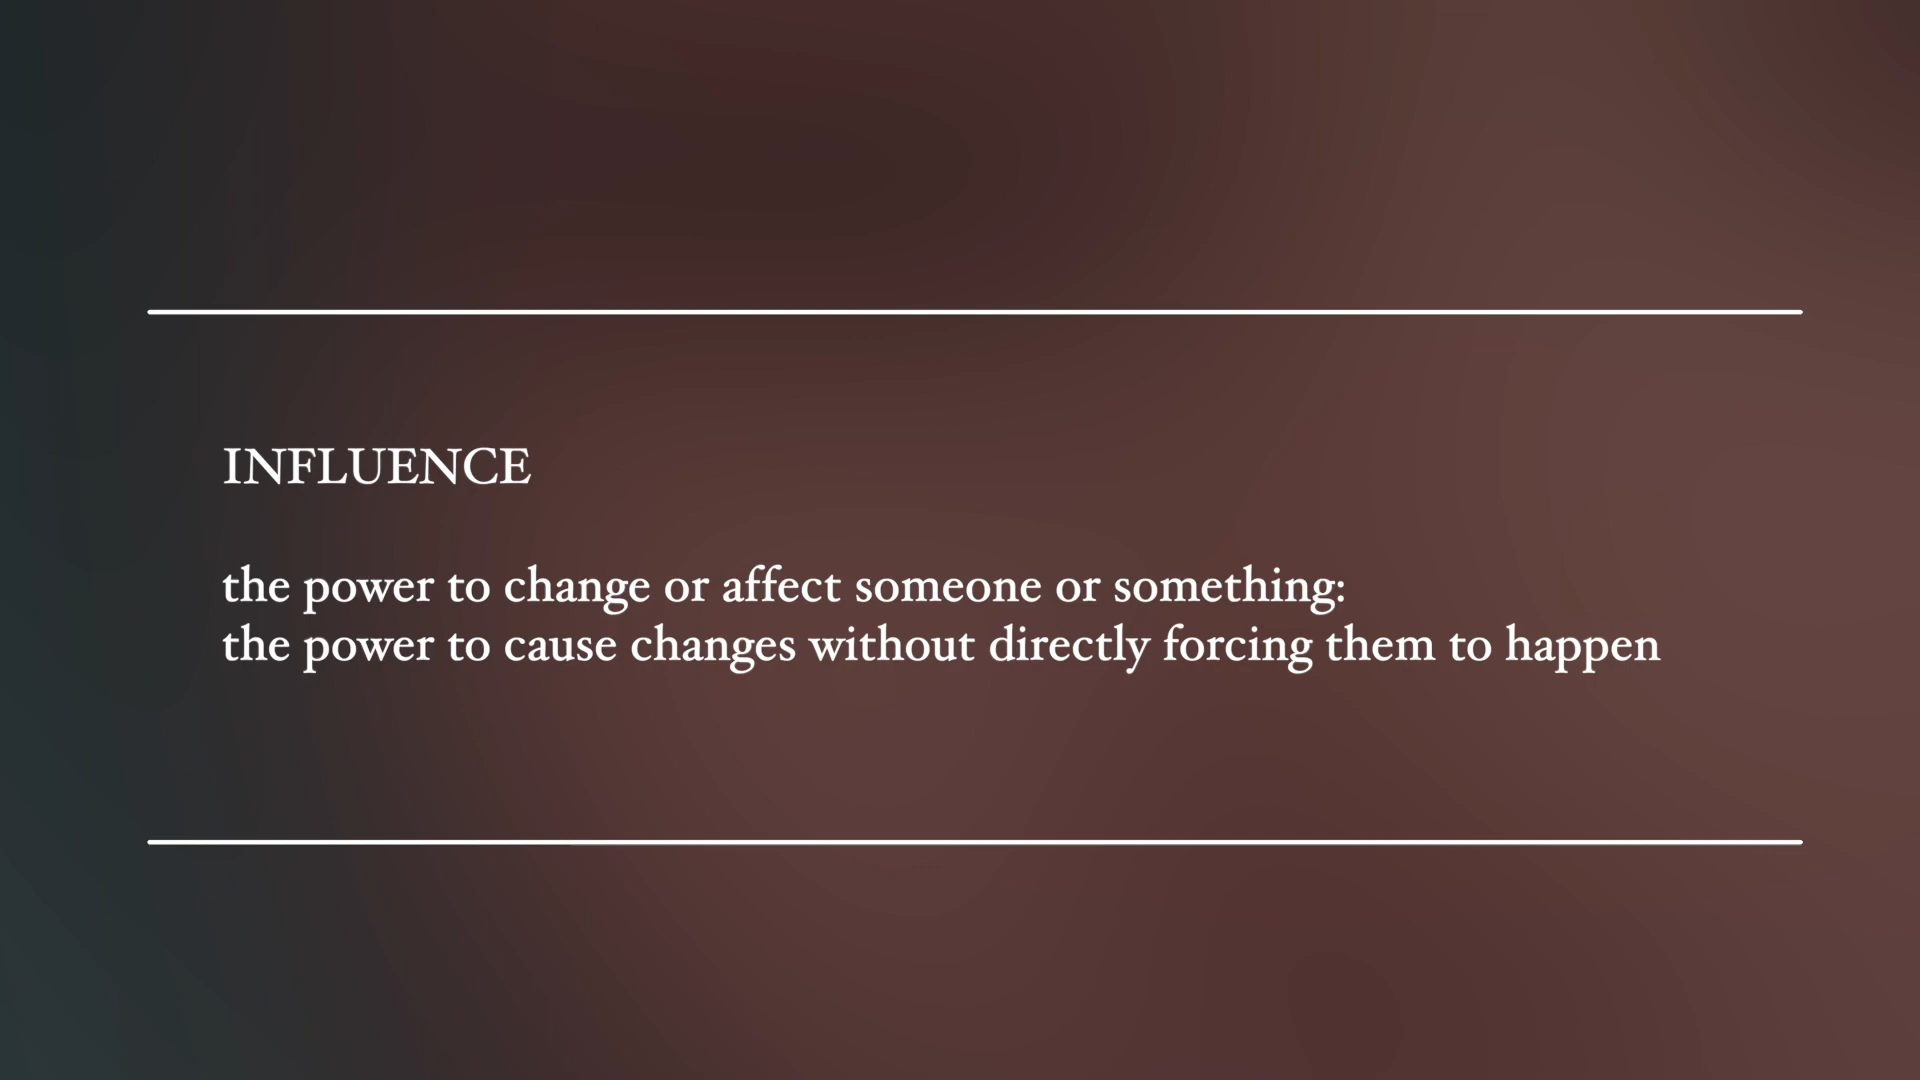 INFLUENCE
the power to change or affect someone or something:
the power to cause changes without directly forcing them to happen